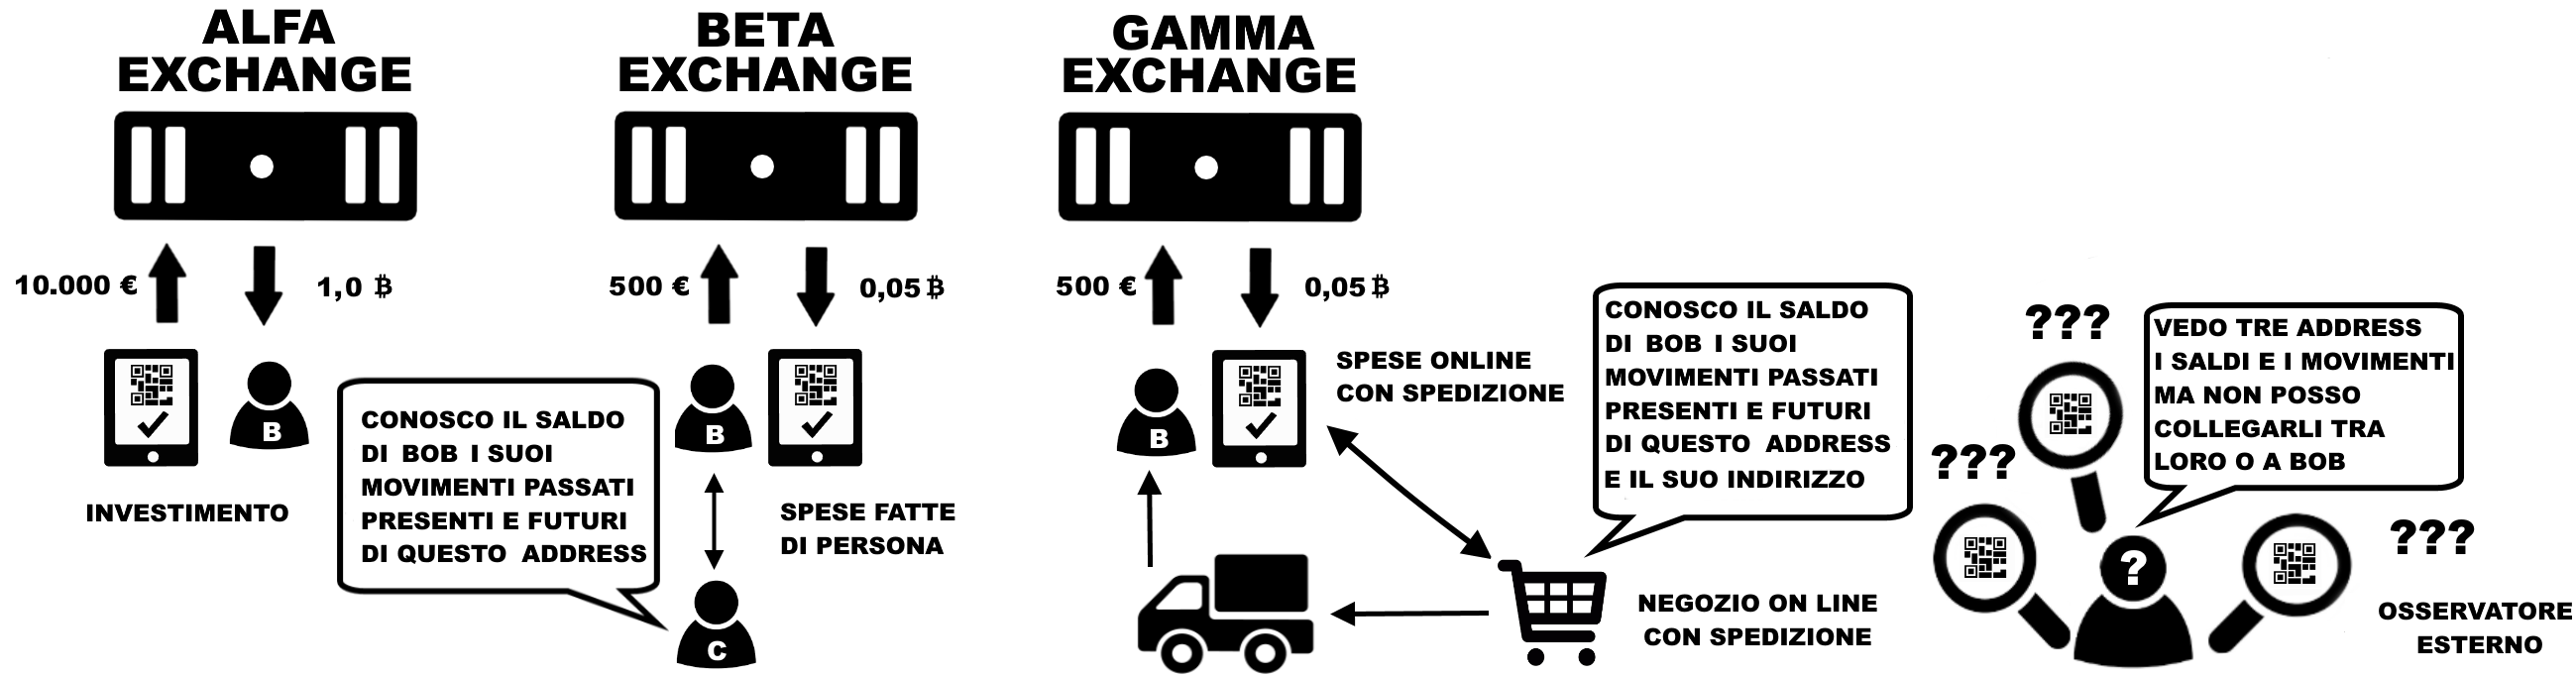 ALFA
EXCHANGE
10.000 €
1,0 ₿
B
INVESTIMENTO
BETA
EXCHANGE
500 €
0,05 ₿
B
SPESE FATTE
DI PERSONA
CONOSCO IL SALDO
DI BOB I SUOI
MOVIMENTI PASSATI
PRESENTI E FUTURI
DI QUESTO ADDRESS
C
GAMMA
EXCHANGE
500 €
0,05 ₿
B
SPESE ONLINE
CON SPEDIZIONE
CONOSCO IL SALDO
DI BOB I SUOI
MOVIMENTI PASSATI
PRESENTI E FUTURI
DI QUESTO ADDRESS
E IL SUO INDIRIZZO
NEGOZIO ON LINE
CON SPEDIZIONE
???
???
???
VEDO TRE ADDRESS
I SALDI E I MOVIMENTI
MA NON POSSO
COLLEGARLI TRA
LORO O A BOB
?
OSSERVATORE
ESTERNO